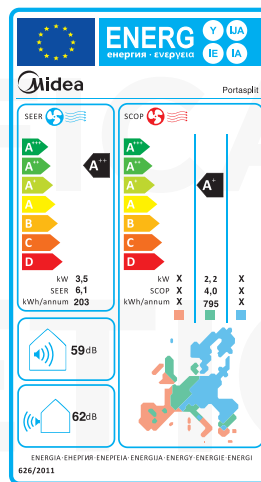 ENERG
енергия · ενεργεια
Y IJA
IE IA
Midea
Portasplit
SEER
SCOP
A+++ A+++
A++ A++ A++
A+ A+ A+
A A
B B
C C
D D
kW 3,5 kW X 2,2 X
SEER 6,1 SCOP X 4,0 X
kWh/annum 203 kWh/annum X 795 X
59dB
62dB
ENERGIA·ЕНЕРГИЯ·ΕΝΕΡΓΕΙΑ·ENERGIJA·ENERGY·ENERGIE·ENERGI
626/2011